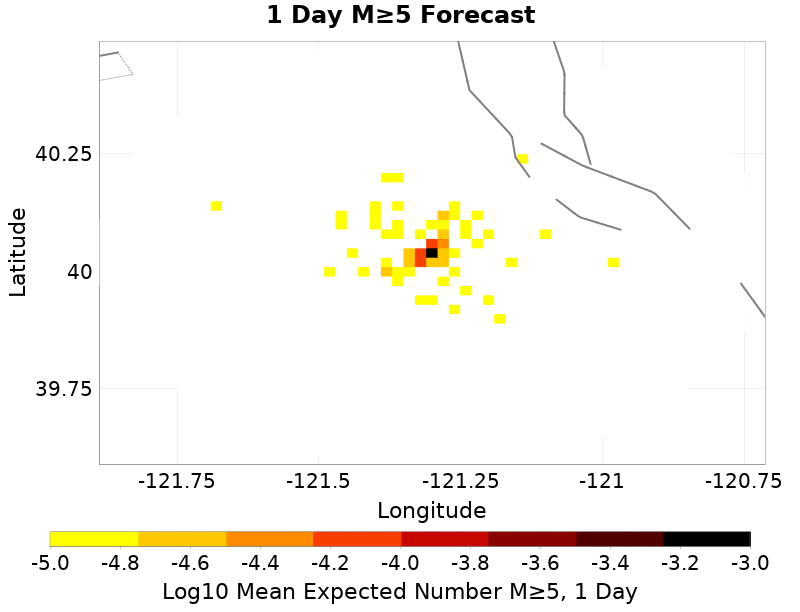 1 Day M≥5 Forecast
Latitude
40.25
40
39.75
-121.75 -121.5 -121.25 -121 -120.75
Longitude
-5.0 -4.8 -4.6 -4.4 -4.2 -4.0 -3.8 -3.6 -3.4 -3.2 -3.0
Log10 Mean Expected Number M≥5, 1 Day